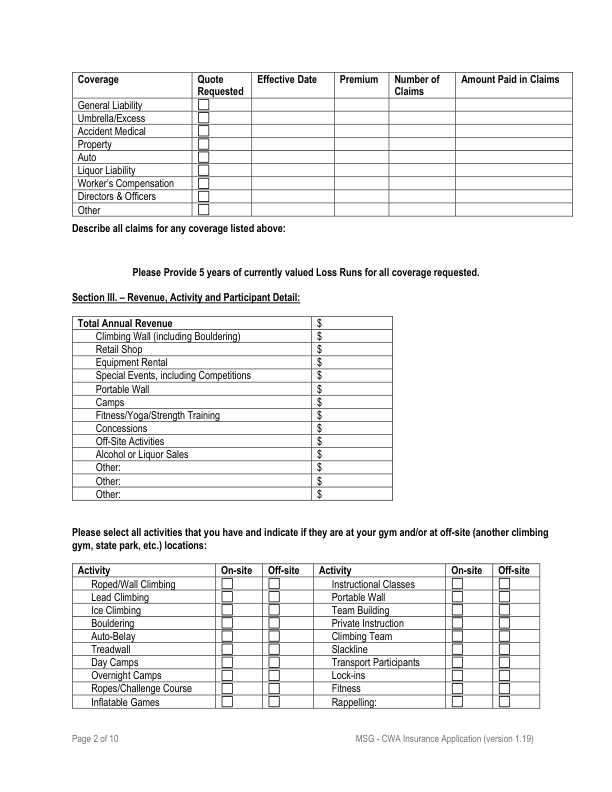 Coverage Quote Requested Effective Date Premium Number of Claims Amount Paid in Claims
General Liability
Umbrella/Excess
Accident Medical
Property
Auto
Liquor Liability
Worker's Compensation
Directors & Officers
Other
Describe all claims for any coverage listed above:
Please Provide 5 years of currently valued Loss Runs for all coverage requested.
Section III. – Revenue, Activity and Participant Detail:
Total Annual Revenue $
Climbing Wall (including Bouldering) $
Retail Shop $
Equipment Rental $
Special Events, including Competitions $
Portable Wall $
Camps $
Fitness/Yoga/Strength Training $
Concessions $
Off-Site Activities $
Alcohol or Liquor Sales $
Other: $
Other: $
Other: $
Please select all activities that you have and indicate if they are at your gym and/or at off-site (another climbing
gym, state park, etc.) locations:
Activity On-site Off-site Activity On-site Off-site
Roped/Wall Climbing Instructional Classes
Lead Climbing Portable Wall
Ice Climbing Team Building
Bouldering Private Instruction
Auto-Belay Climbing Team
Treadwall Slackline
Day Camps Transport Participants
Overnight Camps Lock-ins
Ropes/Challenge Course Fitness
Inflatable Games Rappelling:
Page 2 of 10 MSG - CWA Insurance Application (version 1.19)